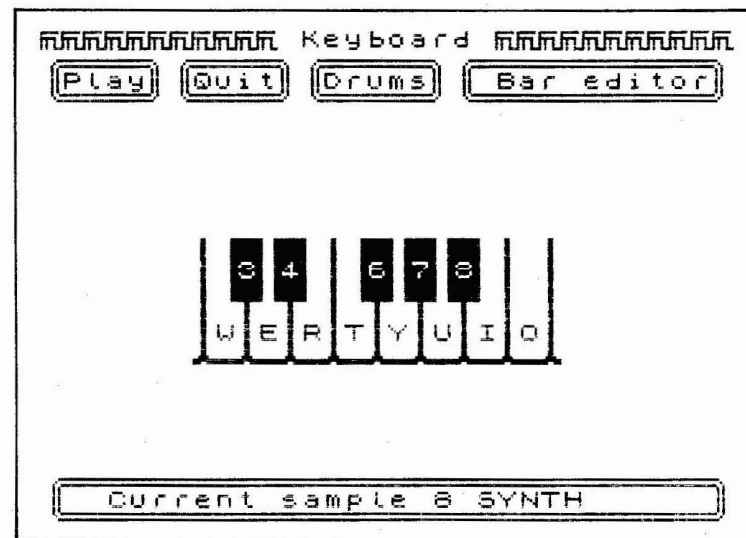 Keyboard
Play Quit Drums Bar editor
3 4 6 7 8
W E R T Y U I O
Current sample 8 SYNTH